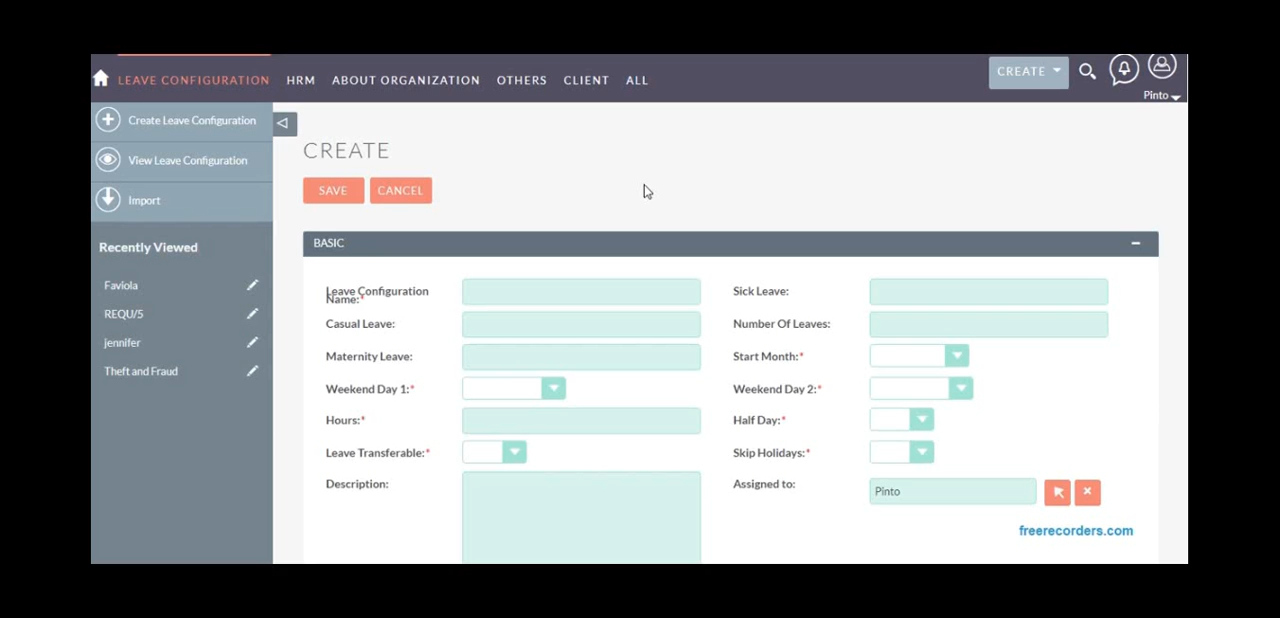 LEAVE CONFIGURATION HRM ABOUT ORGANIZATION OTHERS CLIENT ALL CREATE
Pinto
Create Leave Configuration
View Leave Configuration
Import
Recently Viewed
Faviola
REQU/5
jennifer
Theft and Fraud
CREATE
SAVE CANCEL
BASIC
Leave Configuration
Name:*
Sick Leave:
Casual Leave:
Number Of Leaves:
Maternity Leave:
Start Month:*
Weekend Day 1:*
Weekend Day 2:*
Hours:*
Half Day:*
Leave Transferable:*
Skip Holidays:*
Description:
Assigned to:
Pinto
freerecorders.com